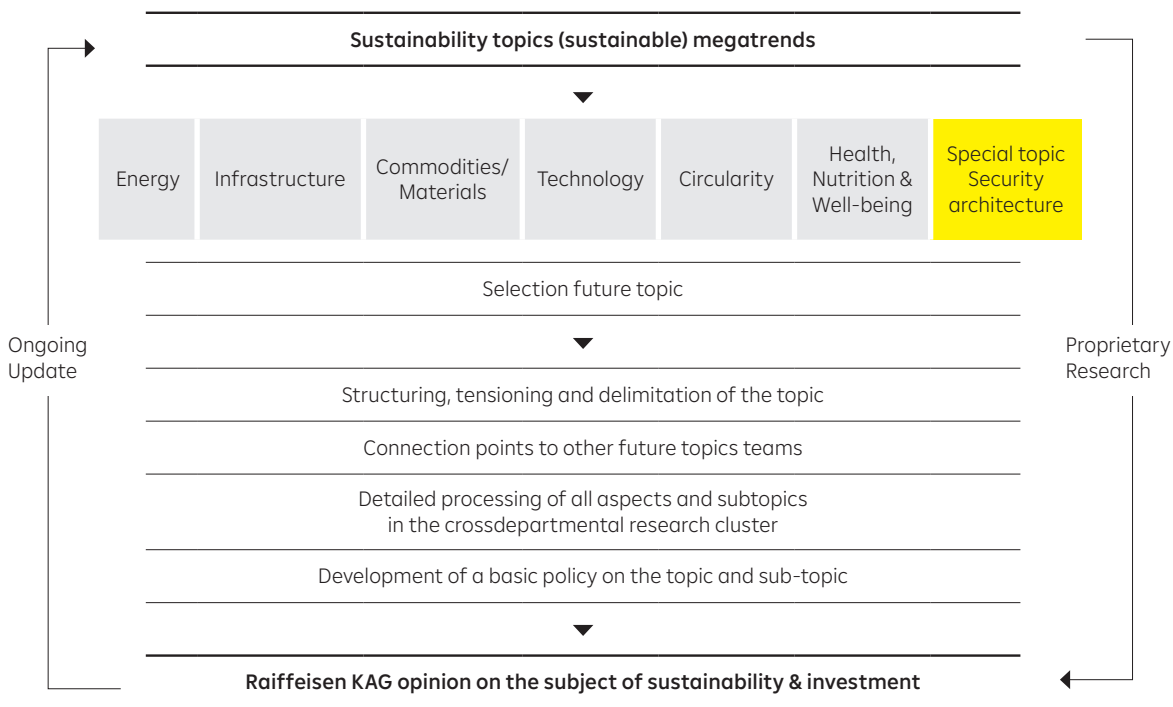 Sustainability topics (sustainable) megatrends
Energy
Infrastructure
Commodities/
Materials
Technology
Circularity
Health,
Nutrition &
Well-being
Special topic
Security
architecture
Selection future topic
Ongoing
Update
Proprietary
Research
Structuring, tensioning and delimitation of the topic
Connection points to other future topics teams
Detailed processing of all aspects and subtopics
in the crossdepartmental research cluster
Development of a basic policy on the topic and sub-topic
Raiffeisen KAG opinion on the subject of sustainability & investment